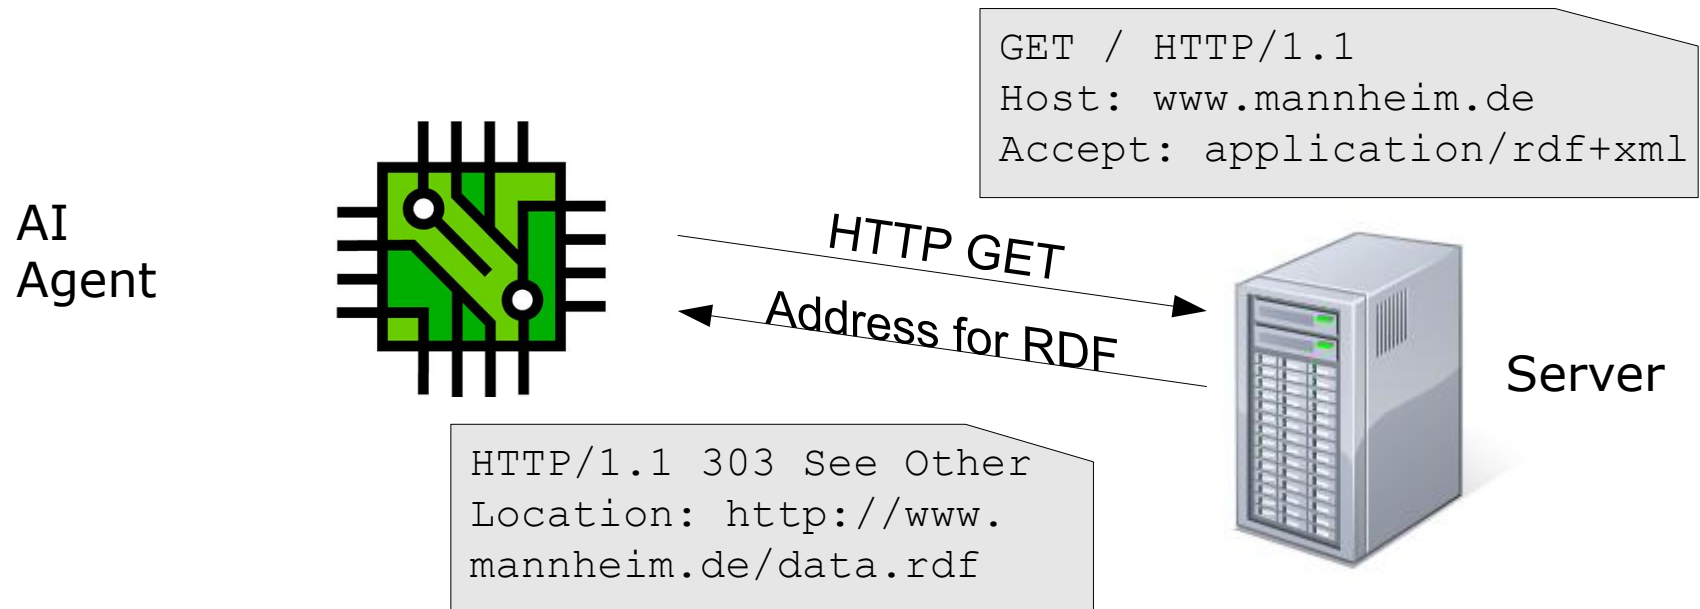 GET / HTTP/1.1
Host: www.mannheim.de
Accept: application/rdf+xml
AI
Agent
HTTP GET
Address for RDF
Server
HTTP/1.1 303 See Other
Location: http://www.
mannheim.de/data.rdf